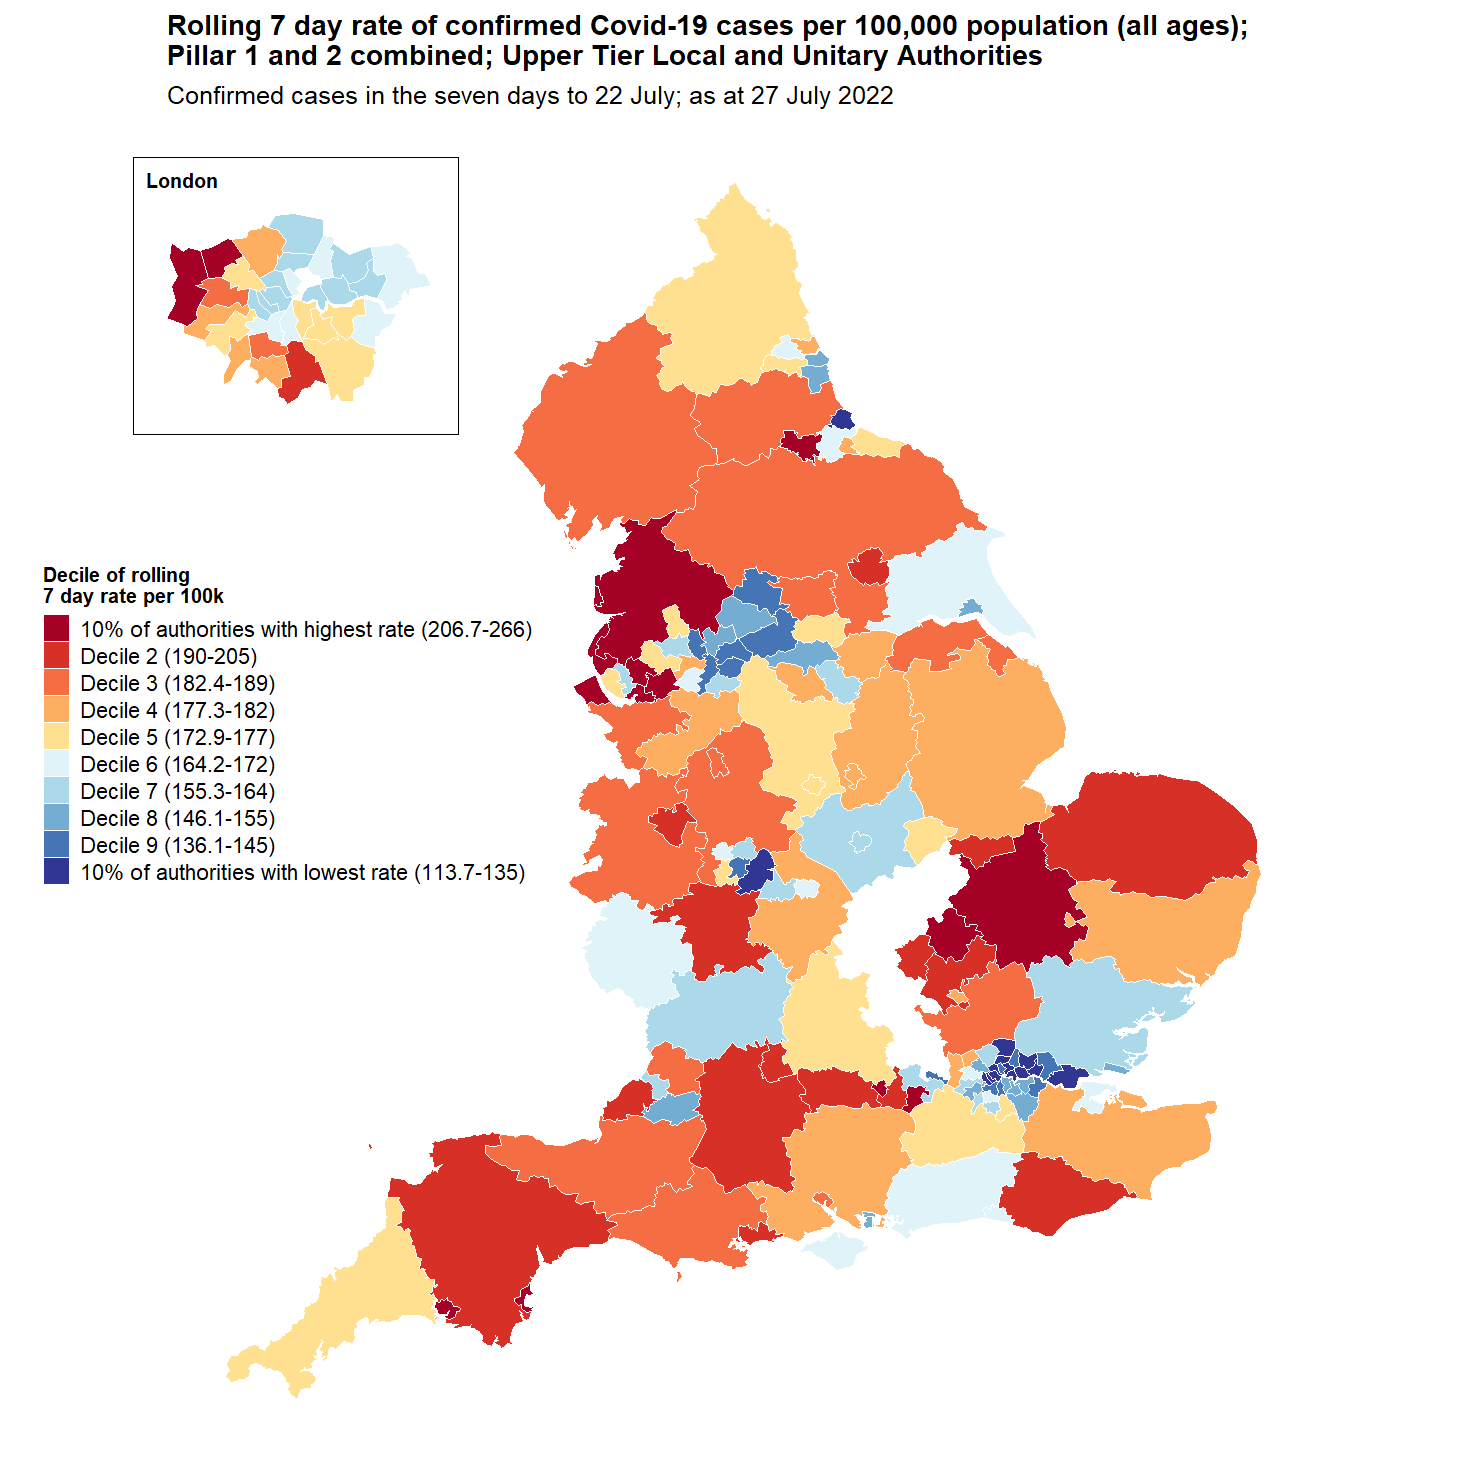 Rolling 7 day rate of confirmed Covid-19 cases per 100,000 population (all ages);
Pillar 1 and 2 combined; Upper Tier Local and Unitary Authorities
Confirmed cases in the seven days to 22 July; as at 27 July 2022
London
Decile of rolling
7 day rate per 100k
10% of authorities with highest rate (206.7-266)
Decile 2 (190-205)
Decile 3 (182.4-189)
Decile 4 (177.3-182)
Decile 5 (172.9-177)
Decile 6 (164.2-172)
Decile 7 (155.3-164)
Decile 8 (146.1-155)
Decile 9 (136.1-145)
10% of authorities with lowest rate (113.7-135)